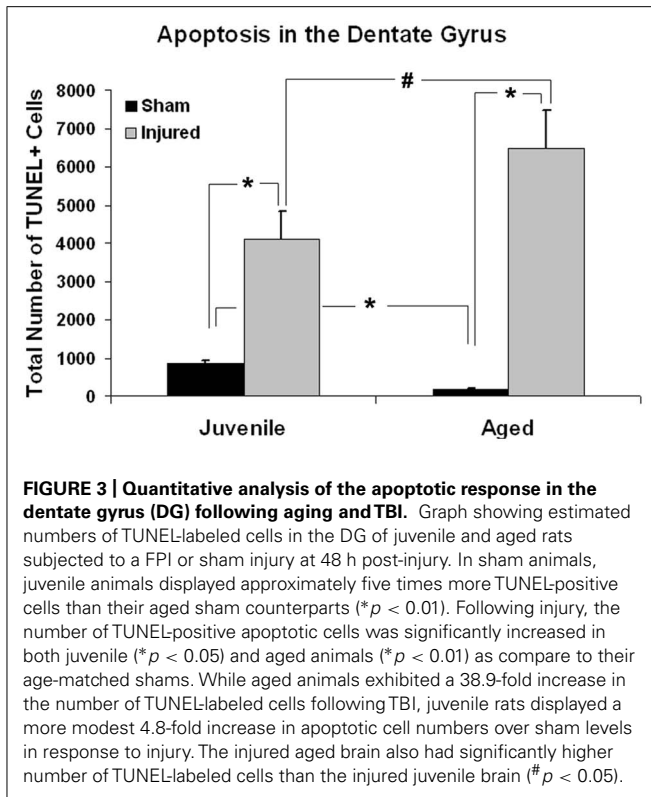 Apoptosis in the Dentate Gyrus
Total Number of TUNEL+ Cells
8000
7000
6000
5000
4000
3000
2000
1000
0
Sham
Injured
#
*
*
*
Juvenile
Aged
FIGURE 3 | Quantitative analysis of the apoptotic response in the
dentate gyrus (DG) following aging and TBI. Graph showing estimated
numbers of TUNEL-labeled cells in the DG of juvenile and aged rats
subjected to a FPI or sham injury at 48 h post-injury. In sham animals,
juvenile animals displayed approximately five times more TUNEL-positive
cells than their aged sham counterparts (*p < 0.01). Following injury, the
number of TUNEL-positive apoptotic cells was significantly increased in
both juvenile (*p < 0.05) and aged animals (*p < 0.01) as compare to their
age-matched shams. While aged animals exhibited a 38.9-fold increase in
the number of TUNEL-labeled cells following TBI, juvenile rats displayed a
more modest 4.8-fold increase in apoptotic cell numbers over sham levels
in response to injury. The injured aged brain also had significantly higher
number of TUNEL-labeled cells than the injured juvenile brain (#p < 0.05).